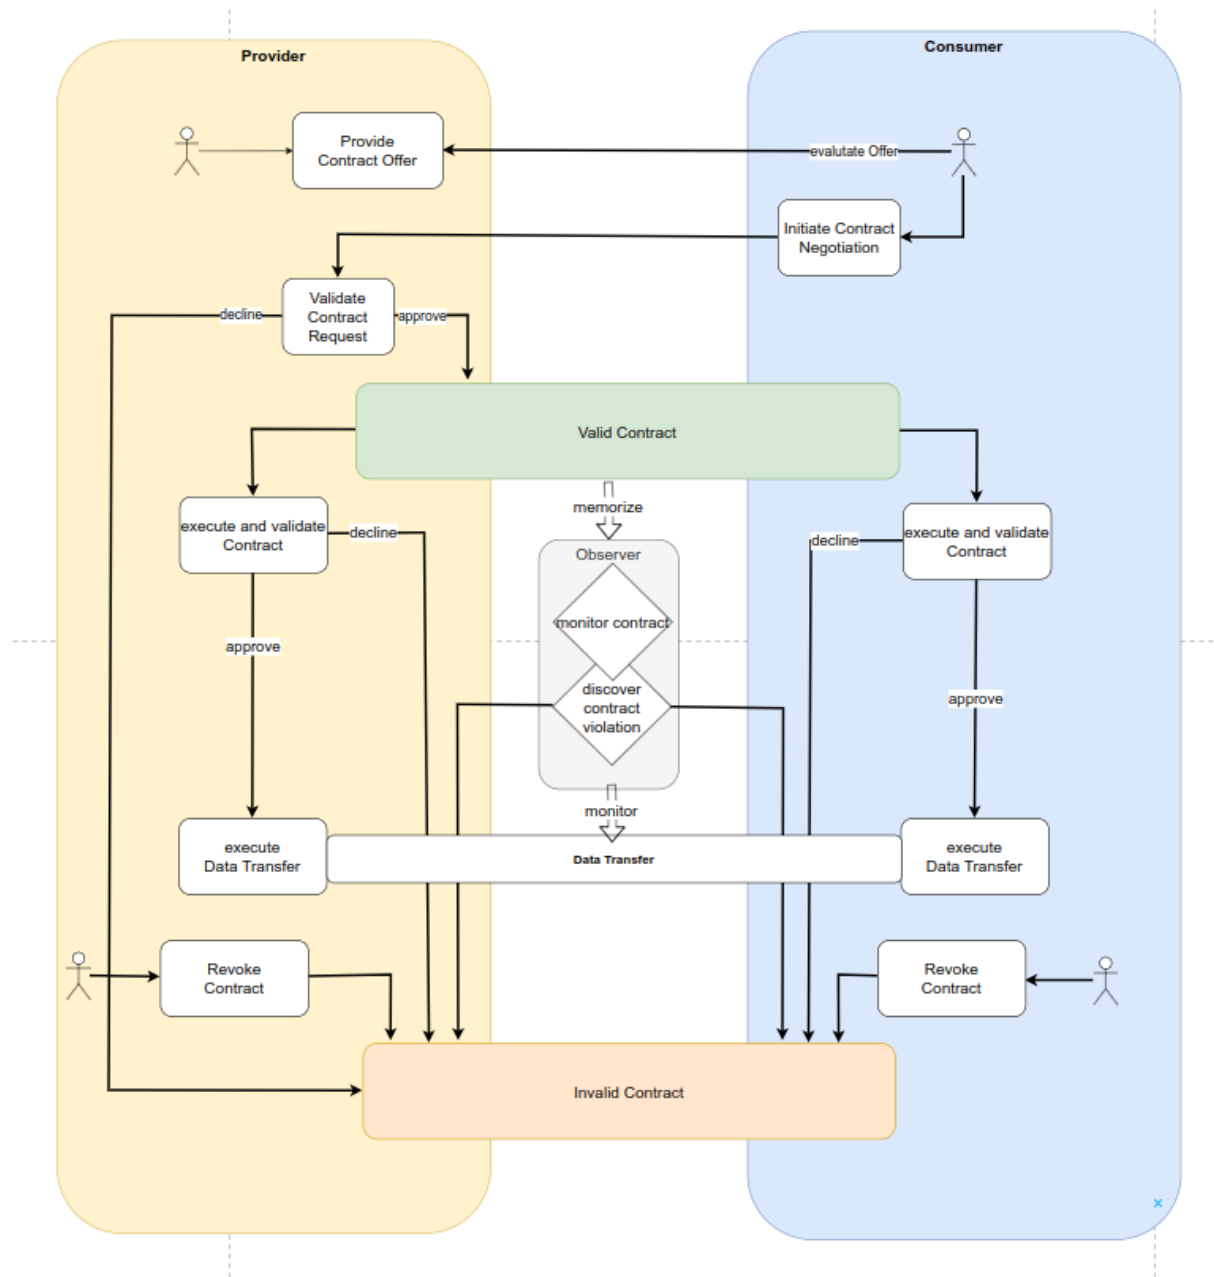 Provider
Consumer
Provide
Contract Offer
evalutate Offer
Initiate Contract
Negotiation
Validate
Contract
Request
decline
approve
Valid Contract
memorize
execute and validate
Contract
decline
Observer
decline
execute and validate
Contract
monitor contract
approve
discover
contract
violation
approve
monitor
execute
Data Transfer
Data Transfer
execute
Data Transfer
Revoke
Contract
Revoke
Contract
Invalid Contract